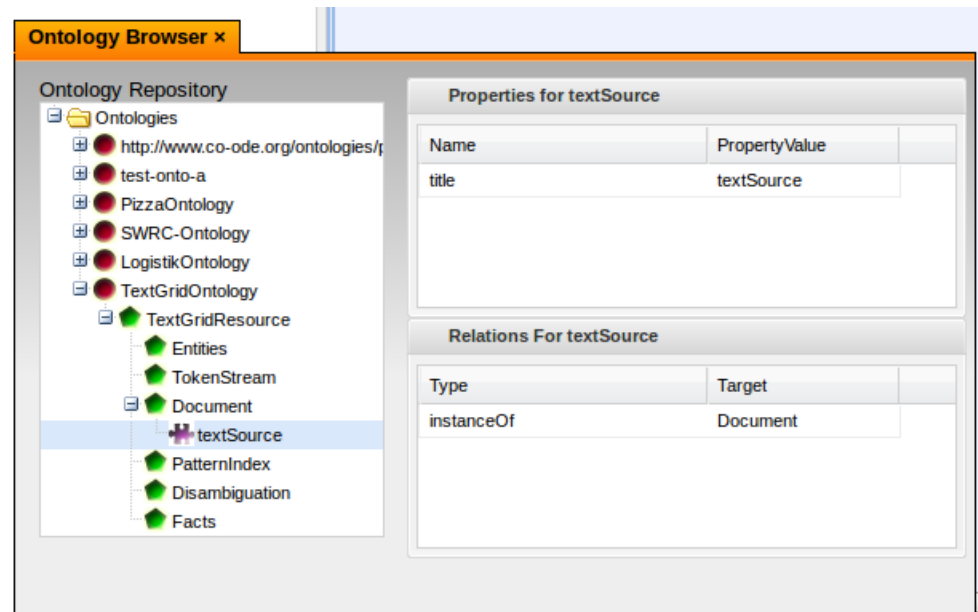 Ontology Browser ×
Ontology Repository
Ontologies
http://www.co-ode.org/ontologies/p
test-onto-a
PizzaOntology
SWRC-Ontology
LogistikOntology
TextGridOntology
TextGridResource
Entities
TokenStream
Document
textSource
PatternIndex
Disambiguation
Facts
Properties for textSource
Name PropertyValue
title textSource
Relations For textSource
Type Target
instanceOf Document